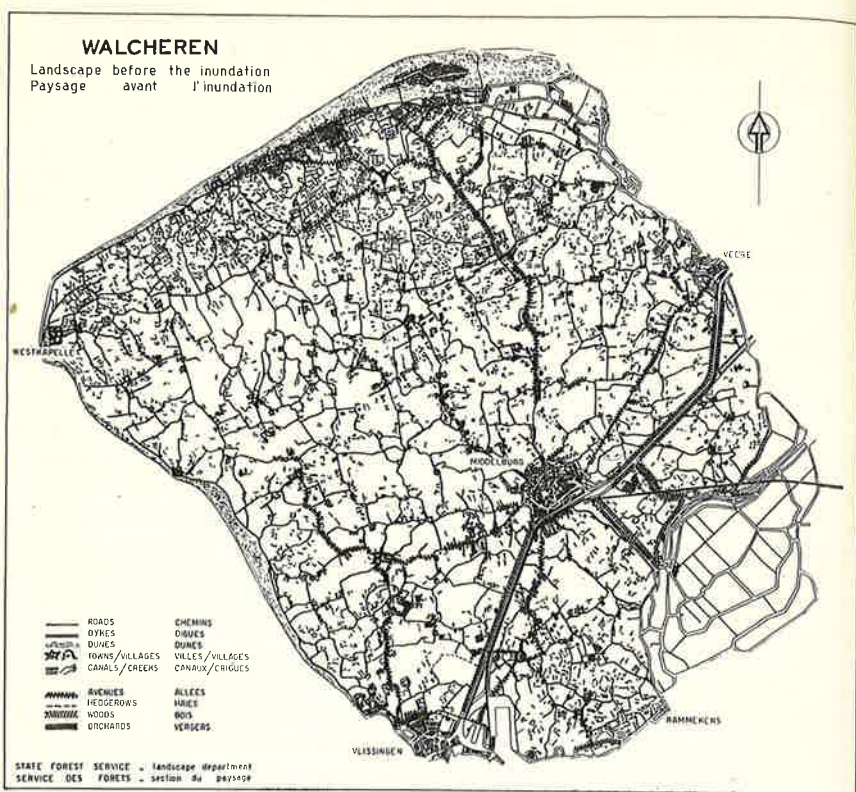 WALCHEREN
Landscape before the inundation
Paysage avant l'inundation
VEERE
WESTKAPELLE
MIDDELBURG
ROADS CHEMINS
DYKES DIGUES
DUNES DUNES
TOWNS/VILLAGES VILLES/VILLAGES
CANALS/CREEKS CANAUX/CRIQUES
AVENUES ALLEES
HEDGEROWS HAIES
WOODS BOIS
ORCHARDS VERGERS
RAMMEKENS
VLISSINGEN
STATE FOREST SERVICE - landscape department
SERVICE DES FORETS - section du paysage